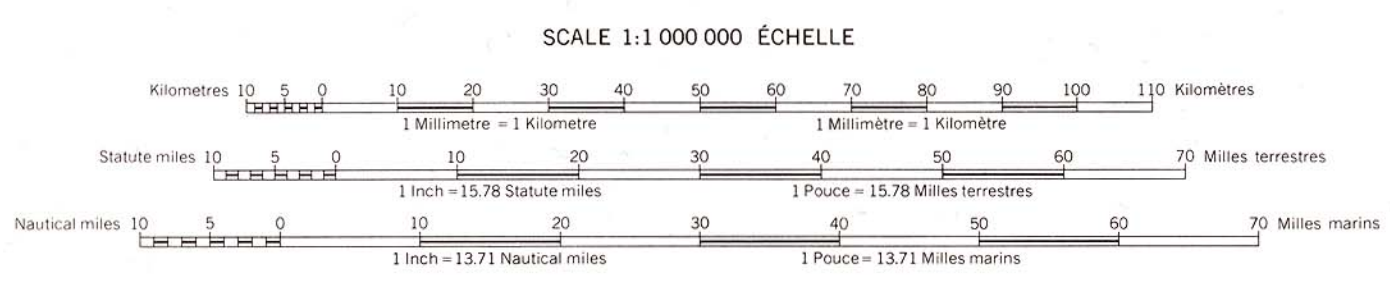 SCALE 1:1 000 000 ÉCHELLE
Kilometres 10 5 0 10 20 30 40 50 60 70 80 90 100 110 Kilomètres
1 Millimetre = 1 Kilometre 1 Millimètre = 1 Kilomètre
Statute miles 10 5 0 10 20 30 40 50 60 70 Milles terrestres
1 Inch = 15.78 Statute miles 1 Pouce = 15.78 Milles terrestres
Nautical miles 10 5 0 10 20 30 40 50 60 70 Milles marins
1 Inch = 13.71 Nautical miles 1 Pouce = 13.71 Milles marins